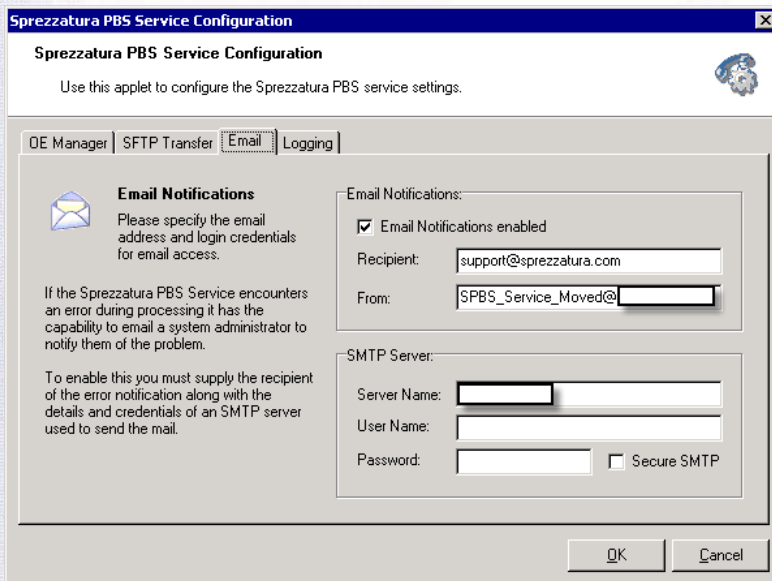 Sprezzatura PBS Service Configuration
Sprezzatura PBS Service Configuration
Use this applet to configure the Sprezzatura PBS service settings.
OE Manager SFTP Transfer Email Logging
Email Notifications
Please specify the email
address and login credentials
for email access.
If the Sprezzatura PBS Service encounters
an error during processing it has the
capability to email a system administrator to
notify them of the problem.
To enable this you must supply the recipient
of the error notification along with the
details and credentials of an SMTP server
used to send the mail.
Email Notifications:
Email Notifications enabled
Recipient: support@sprezzatura.com
From: SPBS_Service_Moved@
SMTP Server:
Server Name:
User Name:
Password: Secure SMTP
OK Cancel